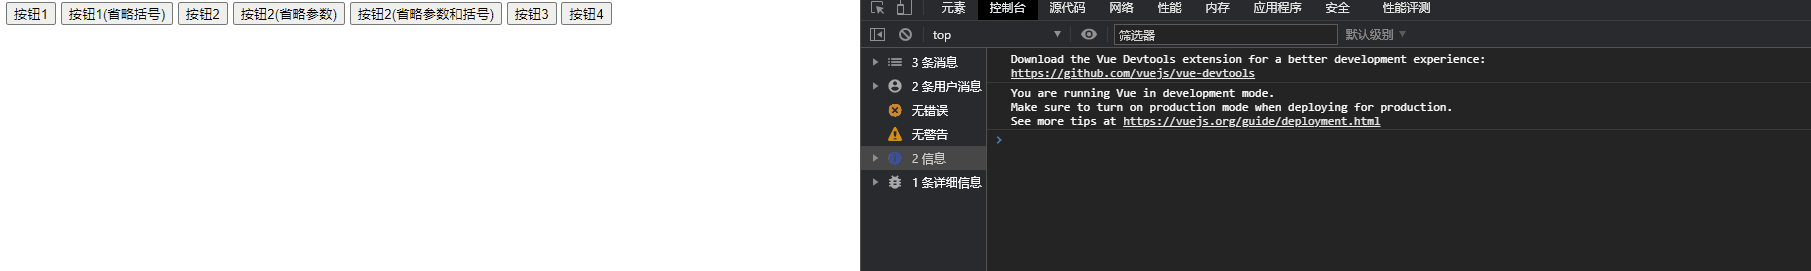 按钮1 按钮1(省略括号) 按钮2 按钮2(省略参数) 按钮2(省略参数和括号) 按钮3 按钮4
元素 控制台 源代码 网络 性能 内存 应用程序 安全 性能评测
top 筛选器 默认级别
3 条消息
2 条用户消息
无错误
无警告
2 信息
1 条详细信息
Download the Vue Devtools extension for a better development experience:
https://github.com/vuejs/vue-devtools
You are running Vue in development mode.
Make sure to turn on production mode when deploying for production.
See more tips at https://vuejs.org/guide/deployment.html